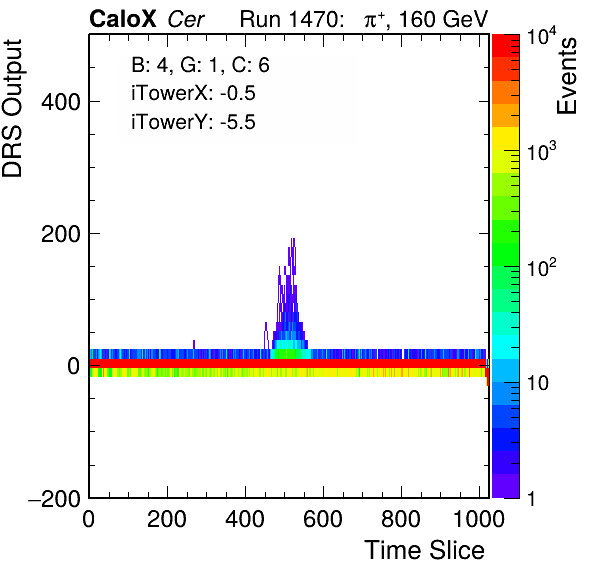 CaloX Cer Run 1470: π⁺, 160 GeV
B: 4, G: 1, C: 6
iTowerX: -0.5
iTowerY: -5.5
DRS Output
400
200
0
−200
0 200 400 600 800 1000
Time Slice
Events
10⁴
10³
10²
10
1